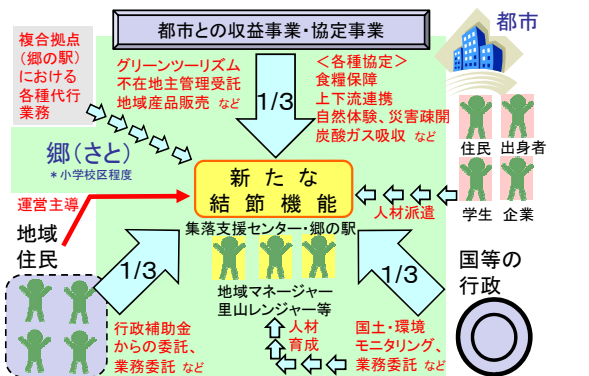 都市との収益事業・協定事業
都市
複合拠点
（郷の駅）
における
各種代行
業務
グリーンツーリズム
不在地主管理受託
地域産品販売 など
1/3
＜各種協定＞
食糧保障
上下流連携
自然体験、災害疎開
炭酸ガス吸収 など
住民 出身者
学生 企業
郷（さと）
＊小学校区程度
新たな
結節機能
人材派遣
運営主導
地域
住民
集落支援センター・郷の駅
1/3
1/3
地域マネージャー
里山レンジャー等
国等の
行政
行政補助金
からの委託、
業務委託 など
人材
育成
国土・環境
モニタリング、
業務委託 など